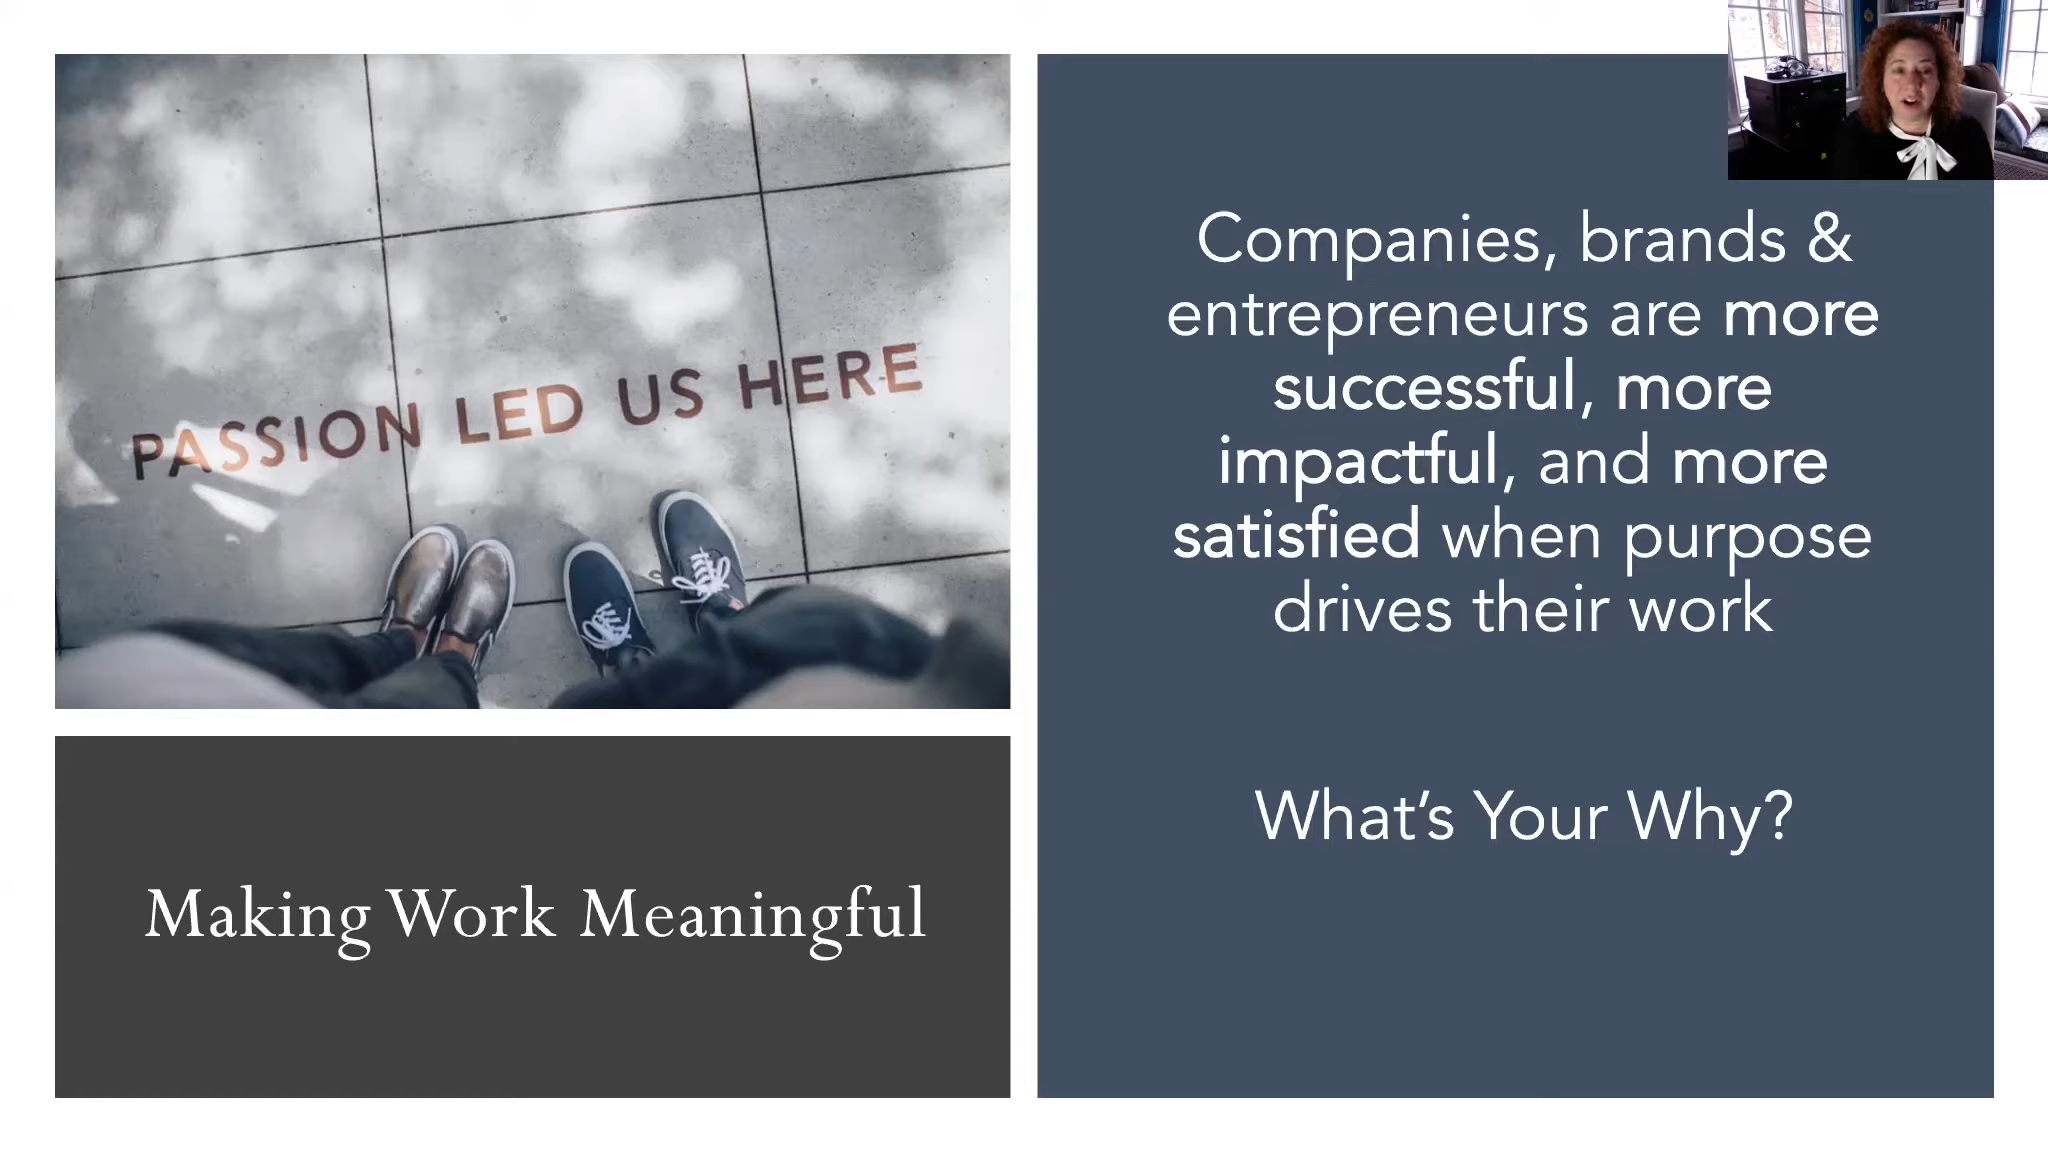 PASSION LED US HERE
Making Work Meaningful
Companies, brands &
entrepreneurs are more
successful, more
impactful, and more
satisfied when purpose
drives their work
What’s Your Why?